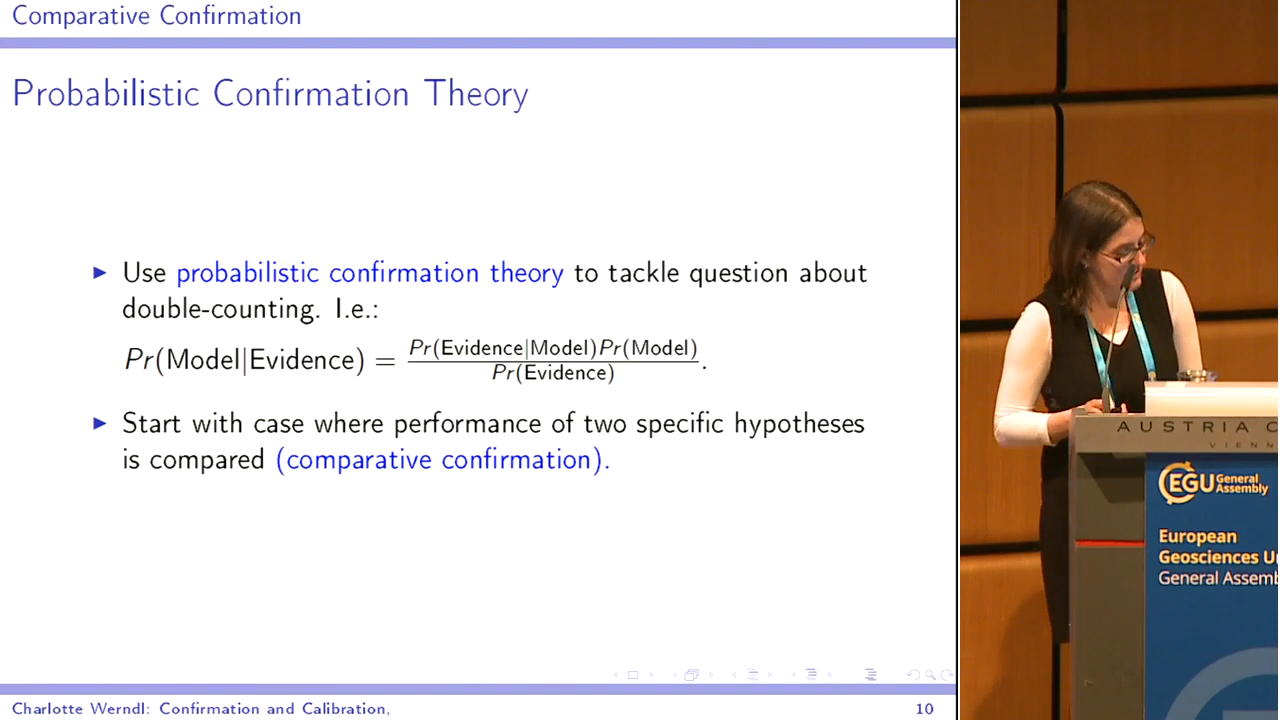 Comparative Confirmation
Probabilistic Confirmation Theory
▶ Use probabilistic confirmation theory to tackle question about
double-counting. I.e.:
Pr(Model|Evidence) = Pr(Evidence|Model)Pr(Model) / Pr(Evidence).
▶ Start with case where performance of two specific hypotheses
is compared (comparative confirmation).
Charlotte Werndl: Confirmation and Calibration,
10
AUSTRIA C
VIENN
EGU General
Assembly
European
Geosciences U
General Assemb